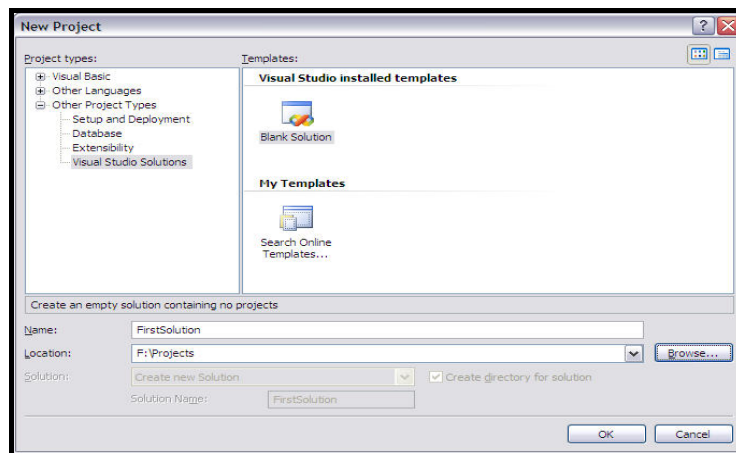 New Project
Project types:
Templates:
Visual Basic
Other Languages
Other Project Types
Setup and Deployment
Database
Extensibility
Visual Studio Solutions
Visual Studio installed templates
Blank Solution
My Templates
Search Online
Templates...
Create an empty solution containing no projects
Name:
FirstSolution
Location:
F:\Projects
Browse...
Solution:
Create new Solution
Create directory for solution
Solution Name:
FirstSolution
OK
Cancel